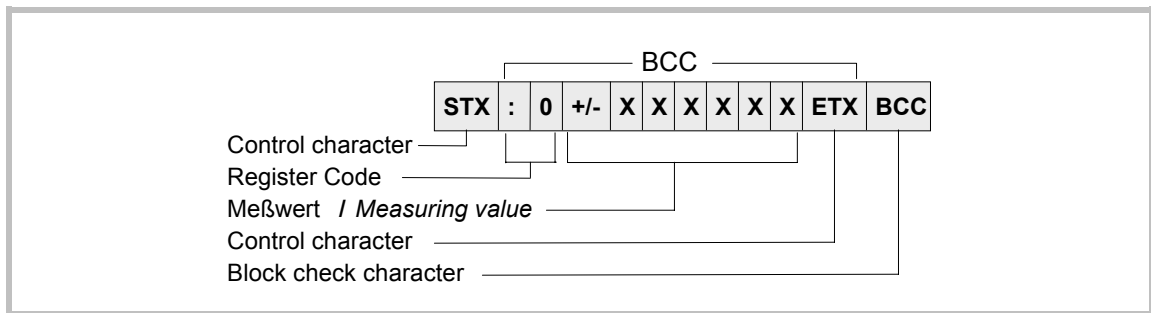 BCC
STX : 0 +/- X X X X X X ETX BCC
Control character
Register Code
Meßwert / Measuring value
Control character
Block check character